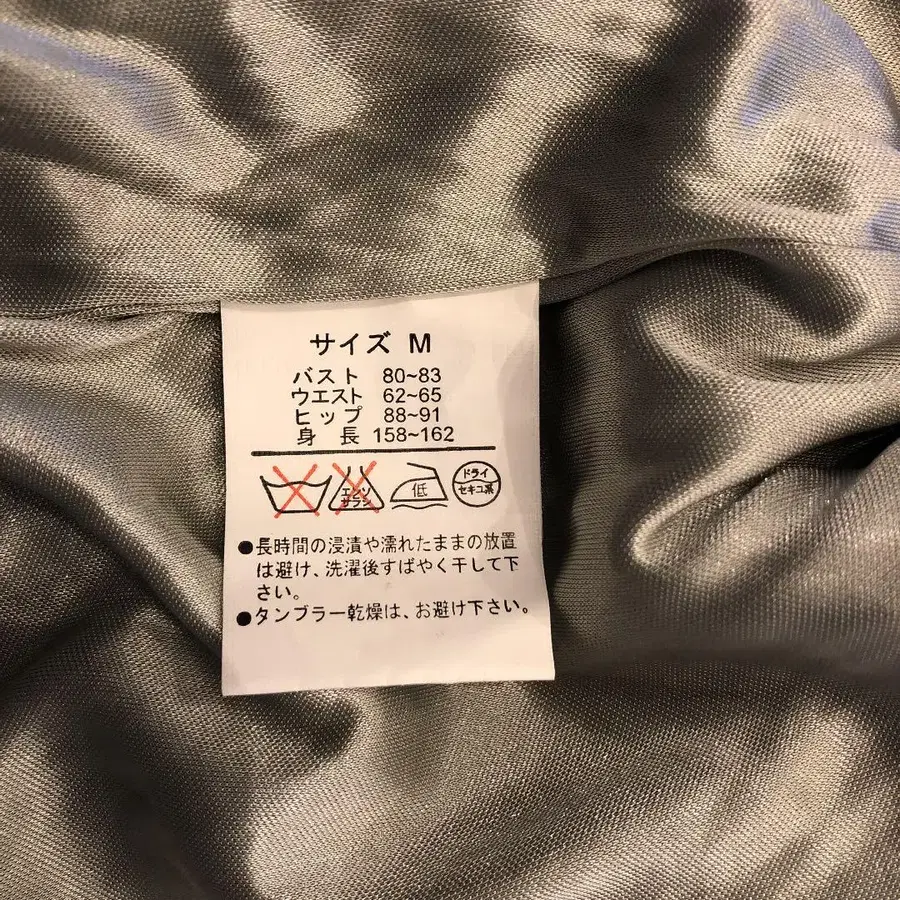 サイズ M
バスト 80~83
ウエスト 62~65
ヒップ 88~91
身長 158~162
エンソ
サラシ
低
ドライ
セキユ系
●長時間の浸漬や濡れたままの放置
は避け、洗濯後すばやく干して下
さい。
●タンブラー乾燥は、お避け下さい。